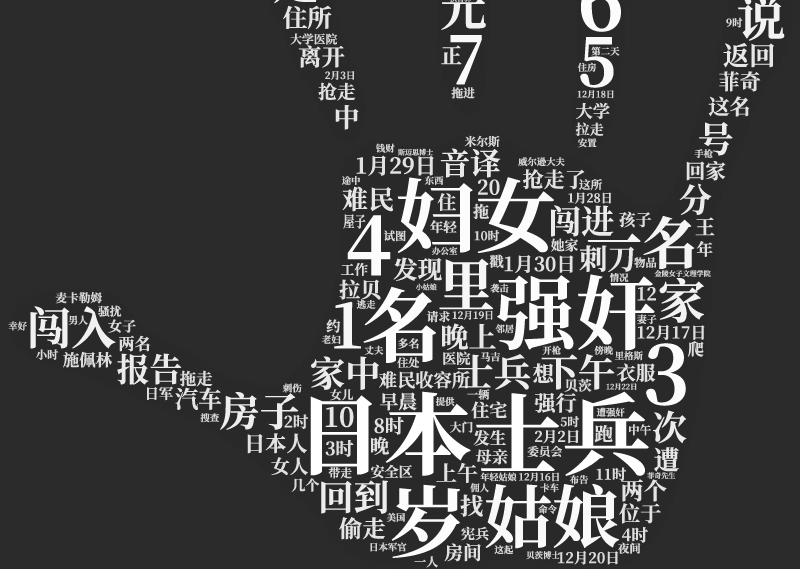 住所
大学医院
离开
2月3日
抢走
中
元
正
7
拖进
6
第二天
5
住房
12月18日
大学
拉走
安置
说
9时
返回
菲奇
这名
号
手枪
回家
分
王
年
钱财
斯迈思博士
米尔斯
1月29日
音译
威尔逊大夫
途中
东西
20
抢走了
这所
难民
妇女
住
拖
1月28日
屋子
年轻
闯进
孩子
4
试图
10时
办公室
她家
刺刀
一名
物品
工作
发现
里
戳
1月30日
金陵女子文理学院
小姑娘
袭击
情况
拉贝
逃走
强奸
12
家
麦卡勒姆
骚扰
1名
请求
12月19日
妻子
幸好
闯入
男人
女子
约
多名
晚上
邻居
12月17日
老妇
丈夫
爬
小时
两名
住处
医院
马吉
开枪
傍晚
里格斯
施佩林
报告
家中
难民收容所
士兵
想
下午
衣服
3
拖走
刺伤
女儿
贝茨
12月22日
日军
汽车
搜查
房子
早晨
提供
一辆
住宅
强行
遭强奸
2时
日本士兵
10
8时
大门
5时
次
日本人
3时
晚
发生
2月2日
跑
中午
母亲
委员会
遭
女人
带走
安全区
上午
年轻姑娘
12月16日
布告
11时
菲奇先生
几个
回到
岁
佣人
卡车
两个
找
姑娘
命令
位于
偷走
美国
宪兵
4时
日本军官
房间
这起
贝茨博士
12月20日
夜间
一人